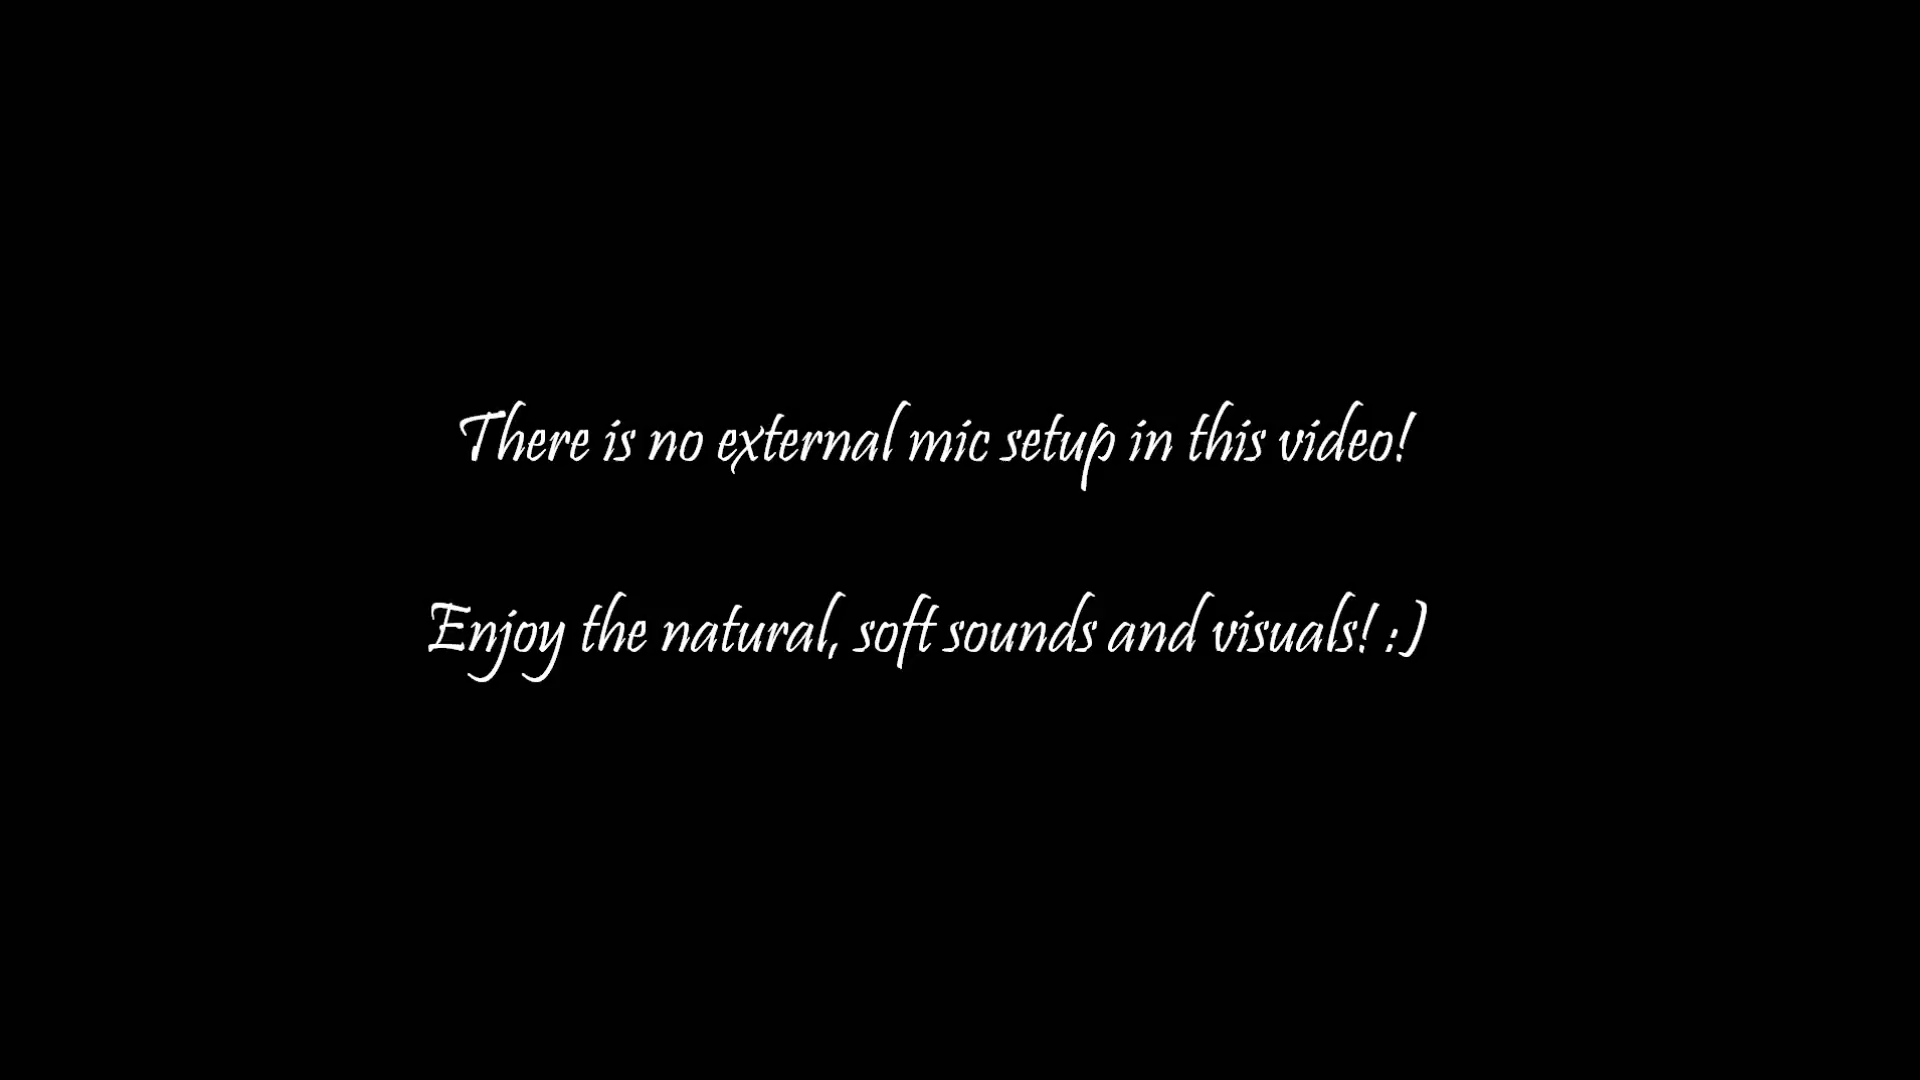 There is no external mic setup in this video!
Enjoy the natural, soft sounds and visuals! :)